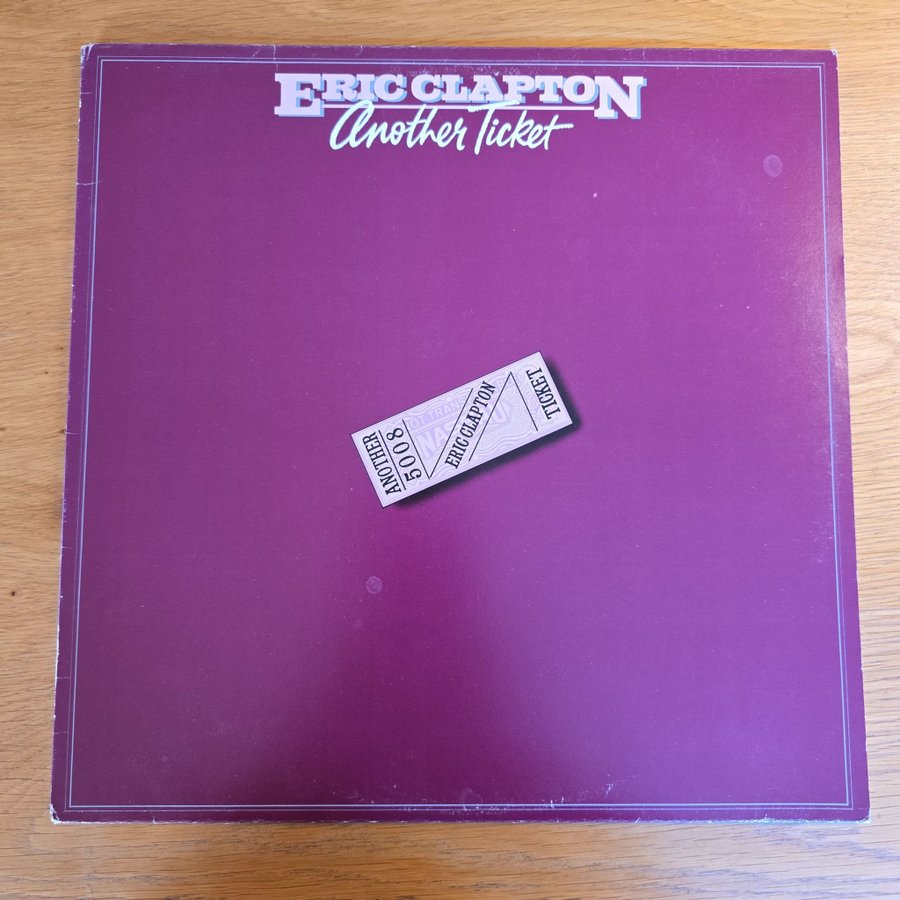 ERIC CLAPTON
Another Ticket
ANOTHER
5008
ERIC CLAPTON
TICKET